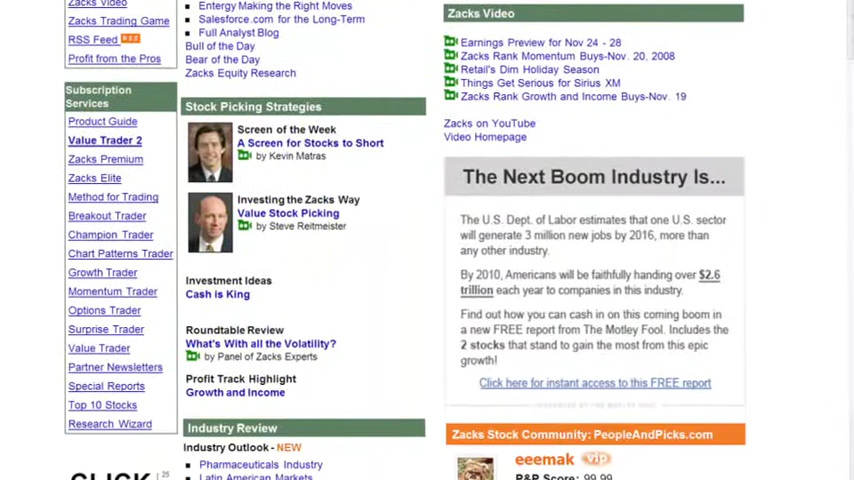 Zacks Video
Zacks Trading Game
RSS Feed RSS
Profit from the Pros
Subscription
Services
Product Guide
Value Trader 2
Zacks Premium
Zacks Elite
Method for Trading
Breakout Trader
Champion Trader
Chart Patterns Trader
Growth Trader
Momentum Trader
Options Trader
Surprise Trader
Value Trader
Partner Newsletters
Special Reports
Top 10 Stocks
Research Wizard
CLICK 25
Entergy Making the Right Moves
Salesforce.com for the Long-Term
Full Analyst Blog
Bull of the Day
Bear of the Day
Zacks Equity Research
Stock Picking Strategies
Screen of the Week
A Screen for Stocks to Short
by Kevin Matras
Investing the Zacks Way
Value Stock Picking
by Steve Reitmeister
Investment Ideas
Cash is King
Roundtable Review
What's With all the Volatility?
by Panel of Zacks Experts
Profit Track Highlight
Growth and Income
Industry Review
Industry Outlook - NEW
Pharmaceuticals Industry
Latin American Markets
Zacks Video
Earnings Preview for Nov 24 - 28
Zacks Rank Momentum Buys-Nov. 20, 2008
Retail's Dim Holiday Season
Things Get Serious for Sirius XM
Zacks Rank Growth and Income Buys-Nov. 19
Zacks on YouTube
Video Homepage
The Next Boom Industry Is...
The U.S. Dept. of Labor estimates that one U.S. sector
will generate 3 million new jobs by 2016, more than
any other industry.
By 2010, Americans will be faithfully handing over $2.6
trillion each year to companies in this industry.
Find out how you can cash in on this coming boom in
a new FREE report from The Motley Fool. Includes the
2 stocks that stand to gain the most from this epic
growth!
Click here for instant access to this FREE report
Zacks Stock Community: PeopleAndPicks.com
eeemak vip
P&P Score: 99.99